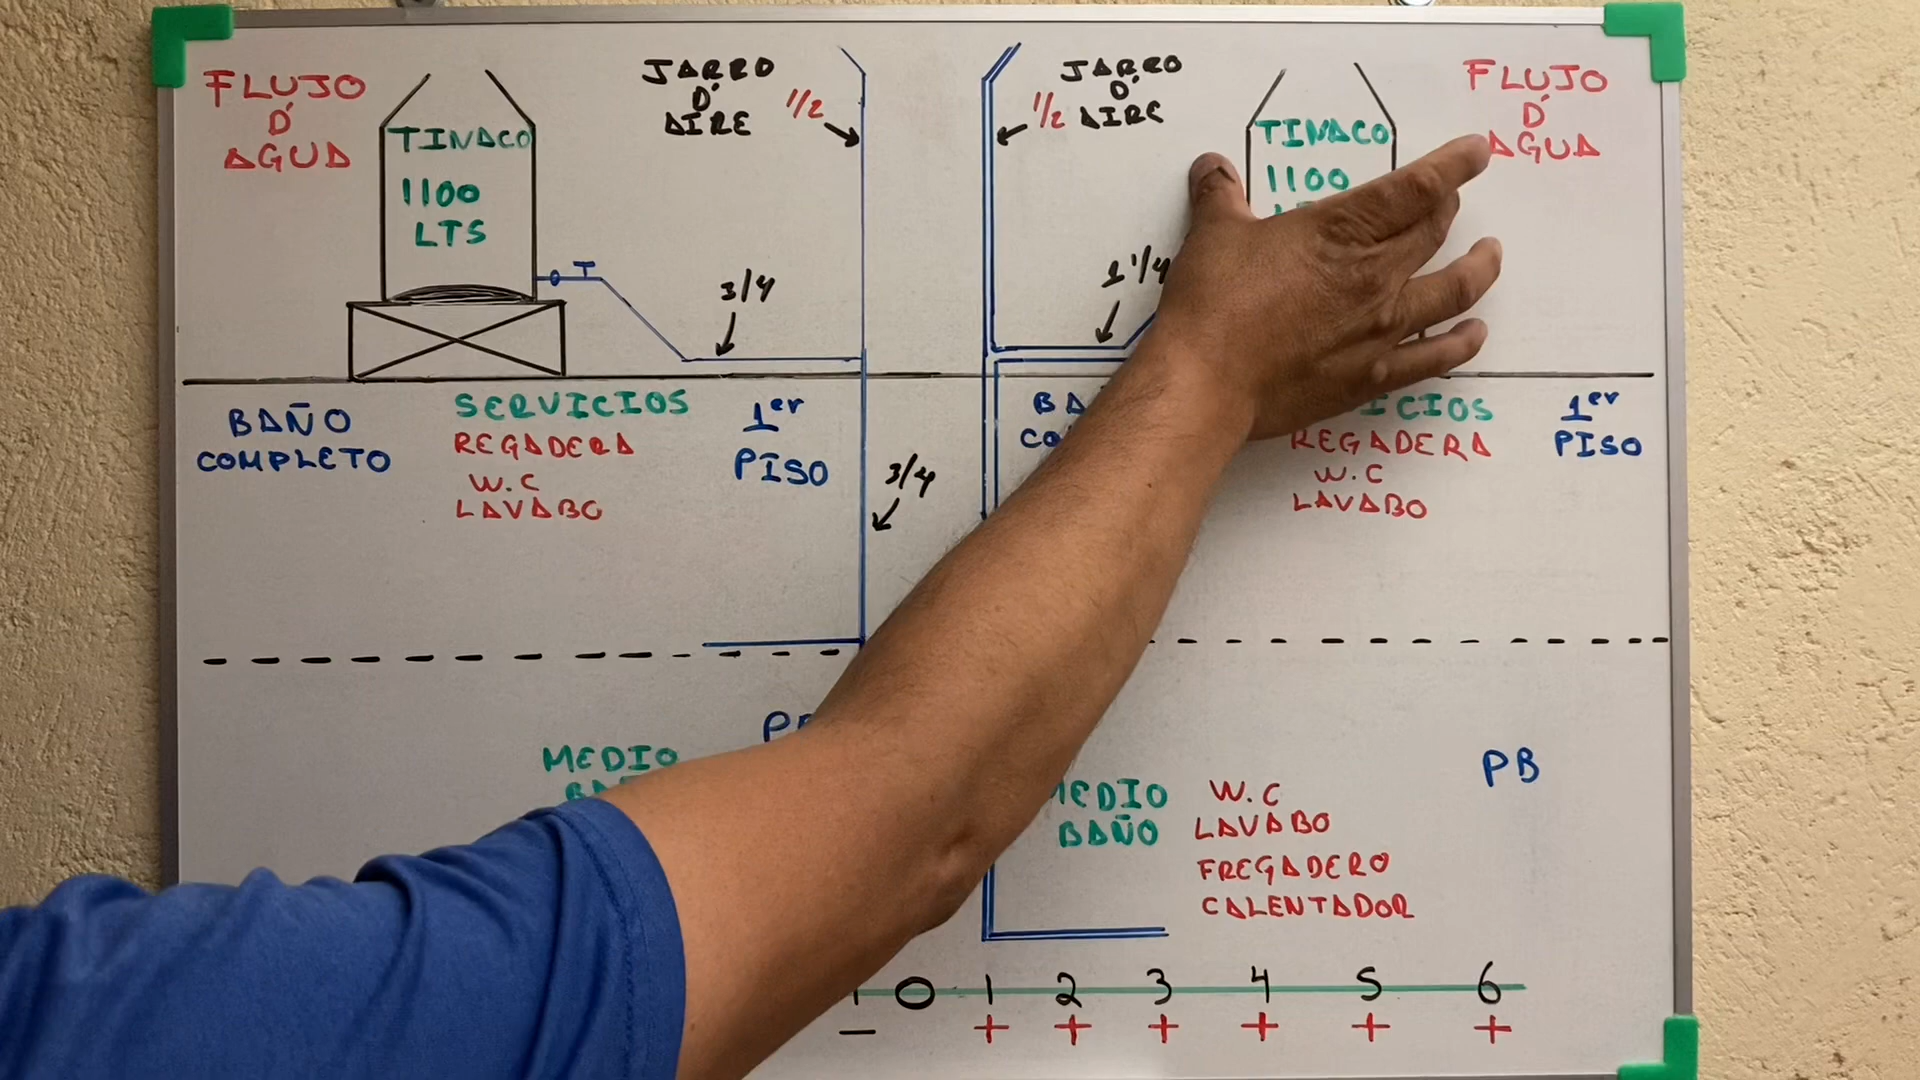 FLUJO
D'
AGUA
TINACO
1100
LTS
JARRO
D'
AIRE
1/2
3/4
BAÑO
COMPLETO
SERVICIOS
REGADERA
W.C
LAVABO
1er
PISO
3/4
MEDIO
JARRO
D'
1/2 AIRE
1 1/4
TINACO
1100
FLUJO
D'
AGUA
REGADERA
W.C
LAVABO
1er
PISO
MEDIO
BAÑO
W.C
LAVABO
FREGADERO
CALENTADOR
PB
0 1 2 3 4 5 6
- + + + + + +